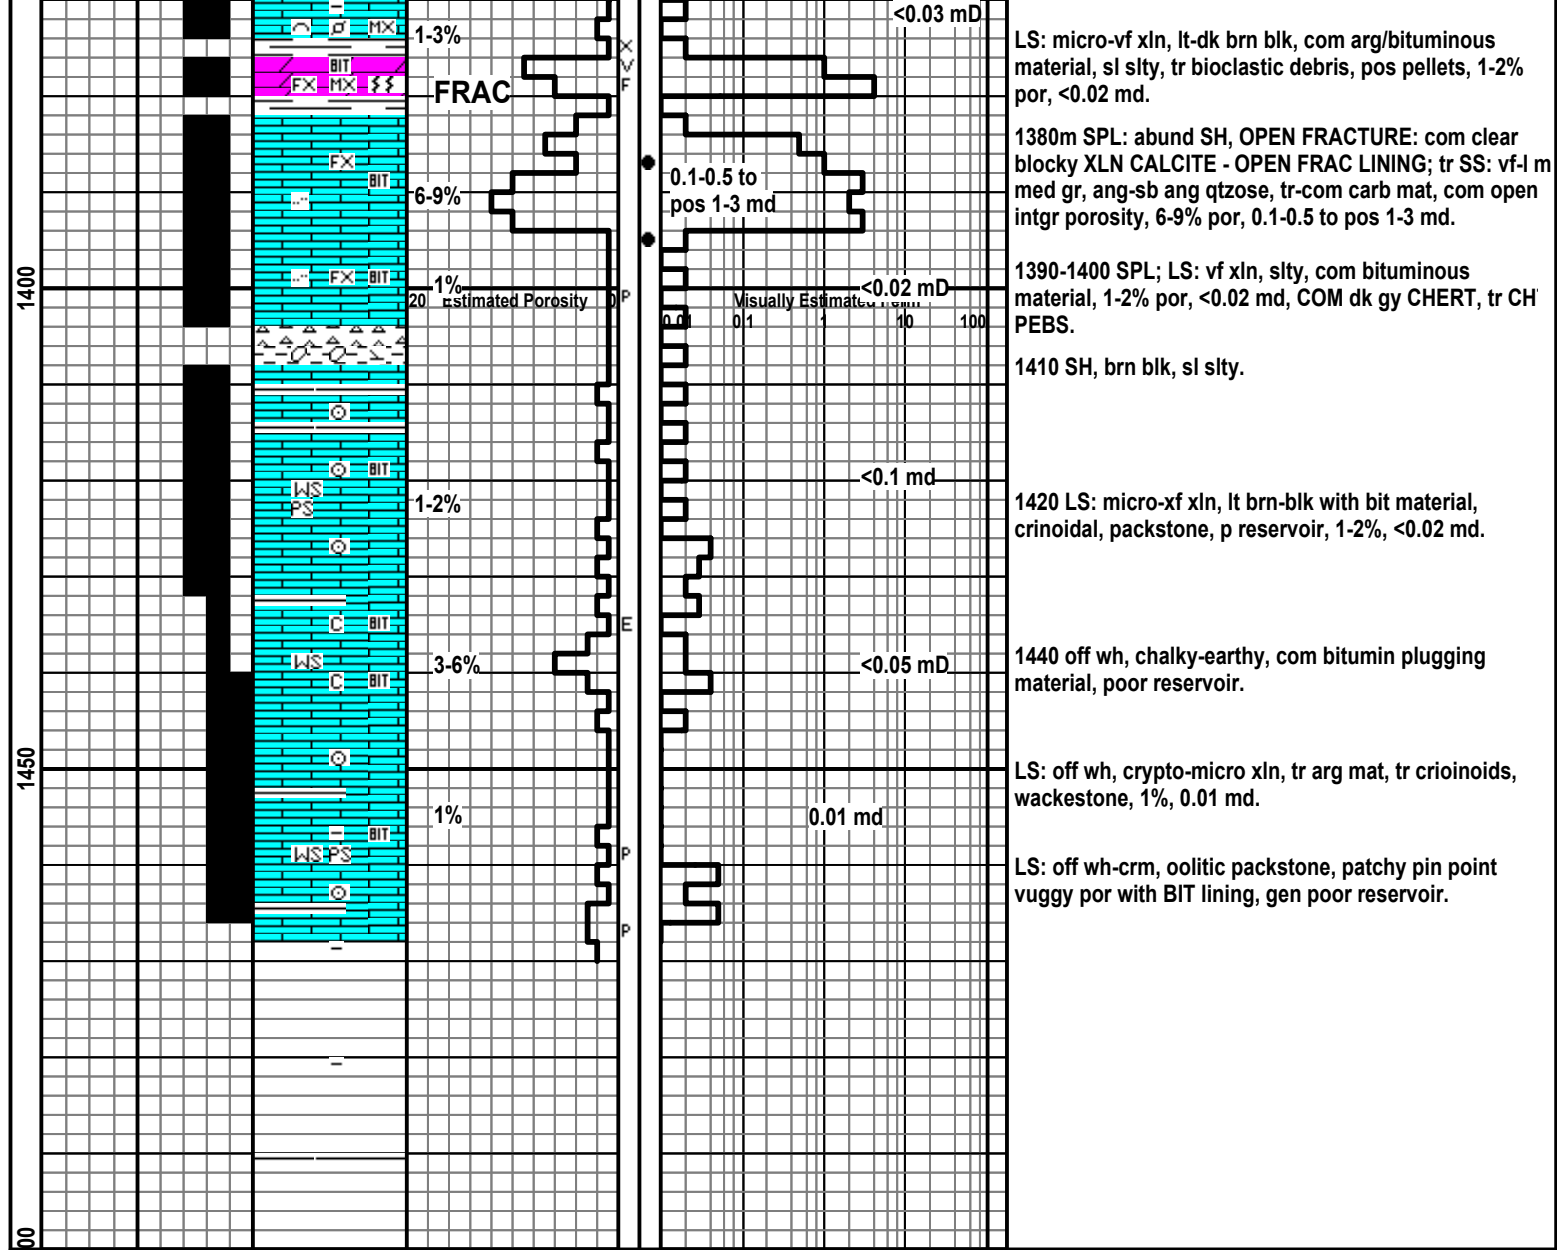 <0.03 mD
MX
1-3%
X
BIT
V
FX MX
F
FRAC
LS: micro-vf xln, lt-dk brn blk, com arg/bituminous
material, sl slty, tr bioclastic debris, pos pellets, 1-2%
por, <0.02 md.
1380m SPL: abund SH, OPEN FRACTURE: com clear
blocky XLN CALCITE - OPEN FRAC LINING; tr SS: vf-l m
med gr, ang-sb ang qtzose, tr-com carb mat, com open
intgr porosity, 6-9% por, 0.1-0.5 to pos 1-3 md.
FX
BIT
6-9%
0.1-0.5 to
pos 1-3 md
1400
FX BIT
1%
P
<0.02 mD
20 Estimated Porosity 0
Visually Estimated
0.01 0.1 1 10 100
1390-1400 SPL; LS: vf xln, slty, com bituminous
material, 1-2% por, <0.02 md, COM dk gy CHERT, tr CH
PEBS.
1410 SH, brn blk, sl slty.
BIT
WS
PS
1-2%
<0.1 md
1420 LS: micro-xf xln, lt brn-blk with bit material,
crinoidal, packstone, p reservoir, 1-2%, <0.02 md.
C BIT
E
WS
C BIT
3-6%
<0.05 mD
1440 off wh, chalky-earthy, com bitumin plugging
material, poor reservoir.
1450
1%
0.01 md
LS: off wh, crypto-micro xln, tr arg mat, tr crioinoids,
wackestone, 1%, 0.01 md.
BIT
WS PS
P
P
LS: off wh-crm, oolitic packstone, patchy pin point
vuggy por with BIT lining, gen poor reservoir.
00